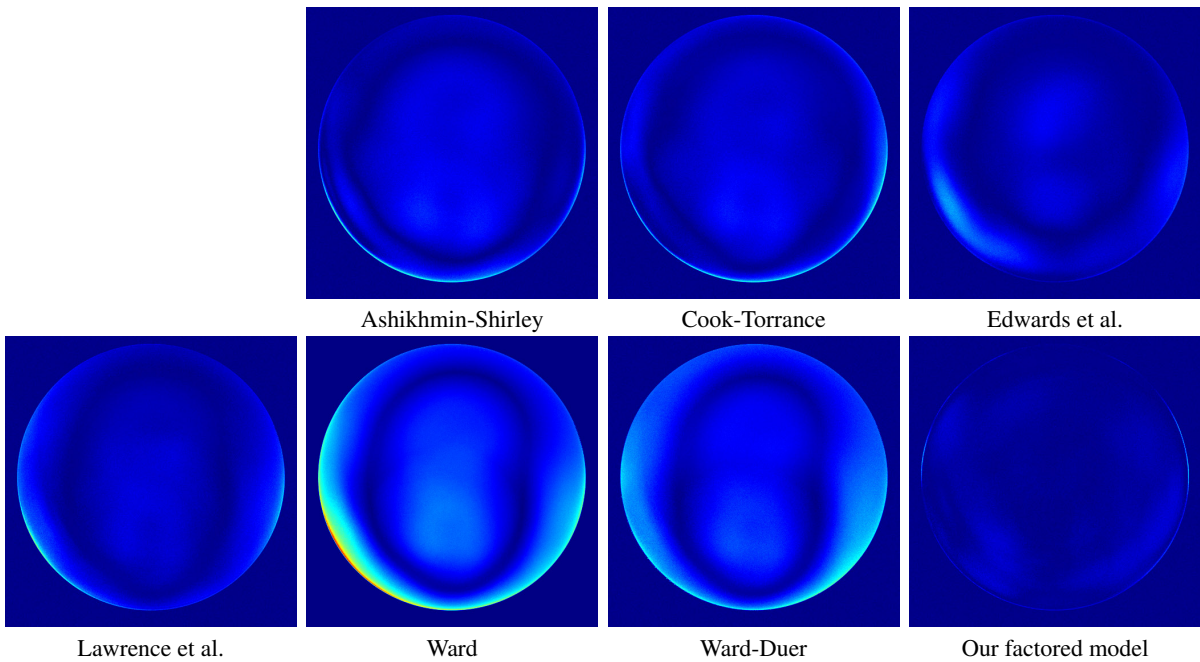 Ashikhmin-Shirley
Cook-Torrance
Edwards et al.
Lawrence et al.
Ward
Ward-Duer
Our factored model